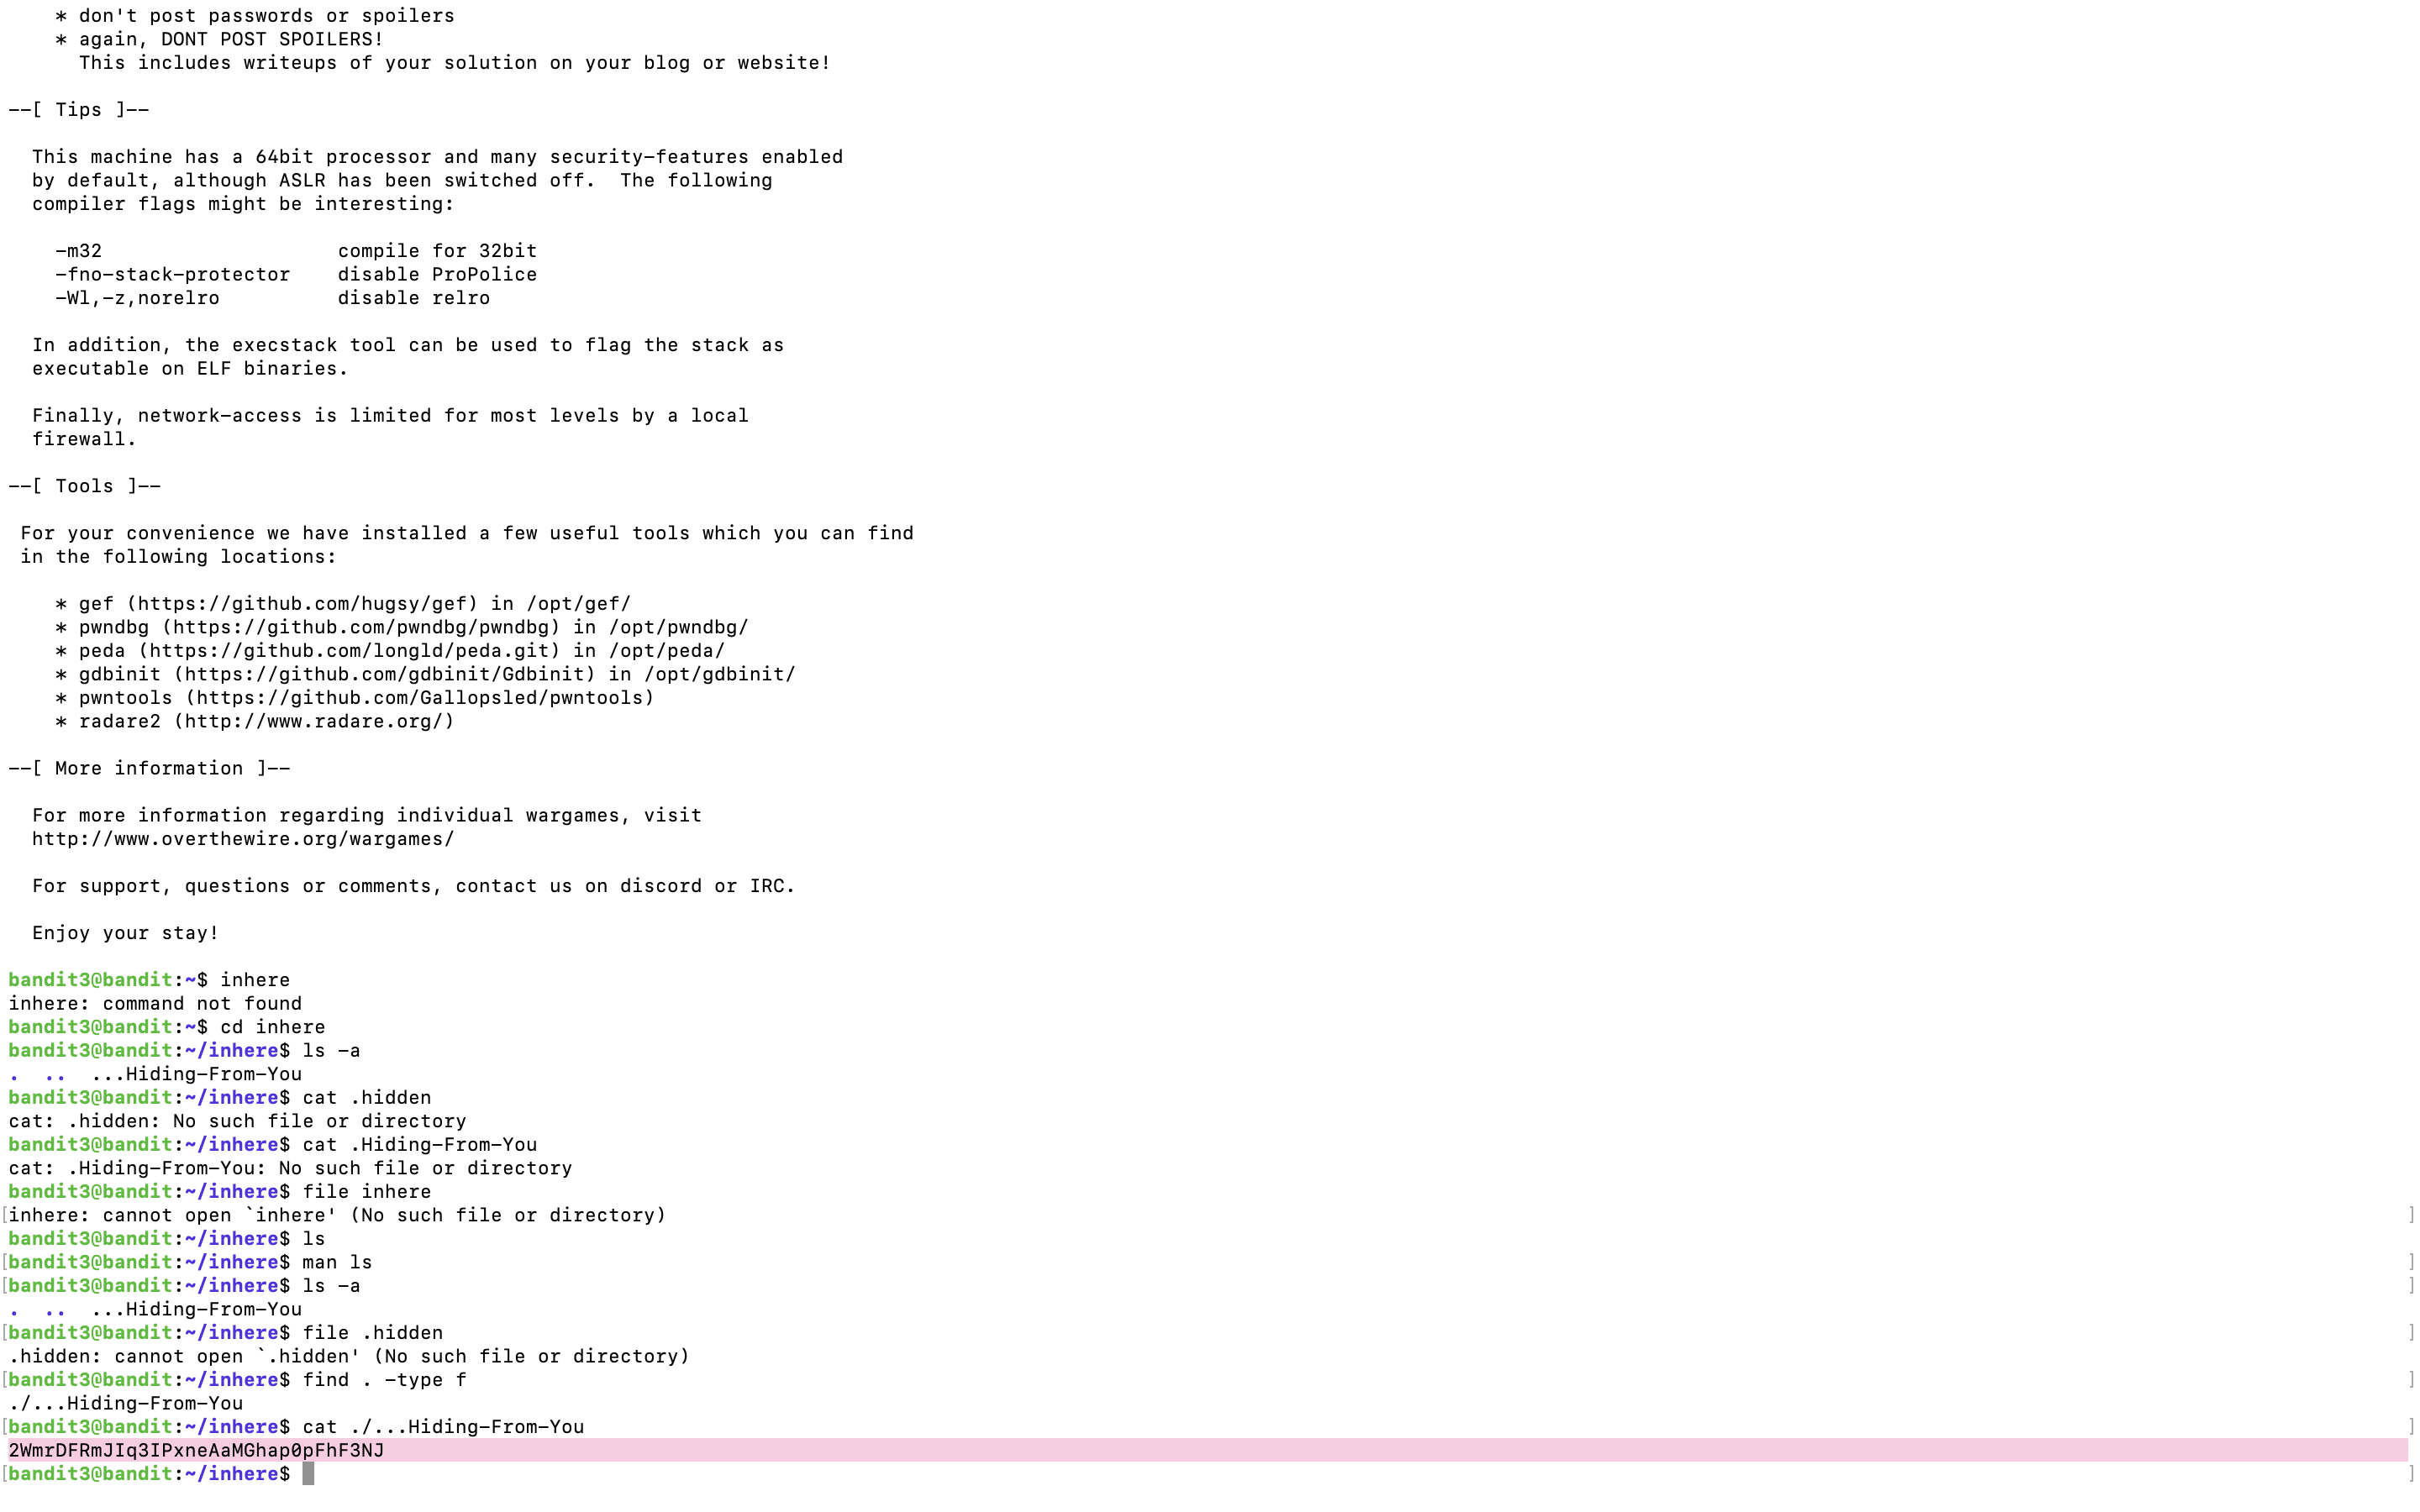 * don't post passwords or spoilers
* again, DONT POST SPOILERS!
This includes writeups of your solution on your blog or website!
--[ Tips ]--
This machine has a 64bit processor and many security-features enabled
by default, although ASLR has been switched off.  The following
compiler flags might be interesting:
-m32                    compile for 32bit
-fno-stack-protector    disable ProPolice
-Wl,-z,norelro          disable relro
In addition, the execstack tool can be used to flag the stack as
executable on ELF binaries.
Finally, network-access is limited for most levels by a local
firewall.
--[ Tools ]--
For your convenience we have installed a few useful tools which you can find
in the following locations:
* gef (https://github.com/hugsy/gef) in /opt/gef/
* pwndbg (https://github.com/pwndbg/pwndbg) in /opt/pwndbg/
* peda (https://github.com/longld/peda.git) in /opt/peda/
* gdbinit (https://github.com/gdbinit/Gdbinit) in /opt/gdbinit/
* pwntools (https://github.com/Gallopsled/pwntools)
* radare2 (http://www.radare.org/)
--[ More information ]--
For more information regarding individual wargames, visit
http://www.overthewire.org/wargames/
For support, questions or comments, contact us on discord or IRC.
Enjoy your stay!
bandit3@bandit:~$ inhere
inhere: command not found
bandit3@bandit:~$ cd inhere
bandit3@bandit:~/inhere$ ls -a
.  ..  ...Hiding-From-You
bandit3@bandit:~/inhere$ cat .hidden
cat: .hidden: No such file or directory
bandit3@bandit:~/inhere$ cat .Hiding-From-You
cat: .Hiding-From-You: No such file or directory
bandit3@bandit:~/inhere$ file inhere
[inhere: cannot open `inhere' (No such file or directory) ]
bandit3@bandit:~/inhere$ ls
[bandit3@bandit:~/inhere$ man ls ]
[bandit3@bandit:~/inhere$ ls -a ]
.  ..  ...Hiding-From-You
[bandit3@bandit:~/inhere$ file .hidden ]
.hidden: cannot open `.hidden' (No such file or directory)
[bandit3@bandit:~/inhere$ find . -type f ]
./...Hiding-From-You
[bandit3@bandit:~/inhere$ cat ./...Hiding-From-You ]
2WmrDFRmJIq3IPxneAaMGhap0pFhF3NJ
[bandit3@bandit:~/inhere$ ]